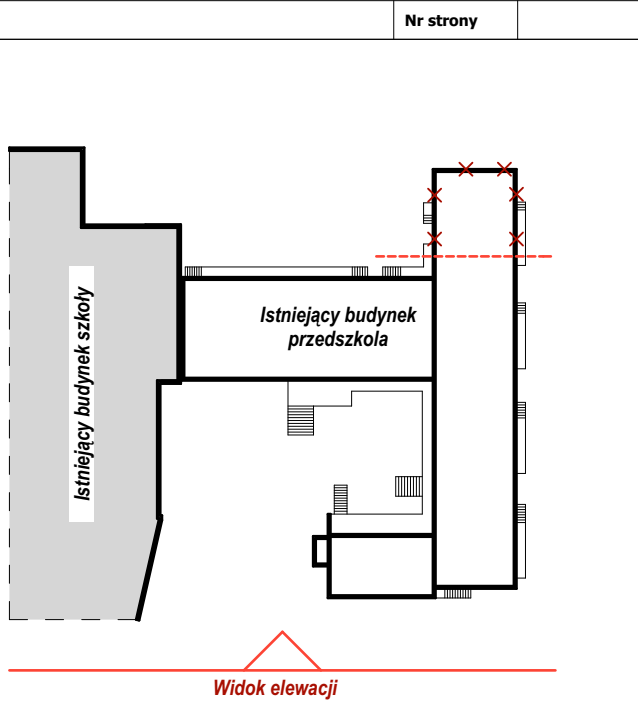 Nr strony
Istniejący budynek szkoły
Istniejący budynek
przedszkola
Widok elewacji